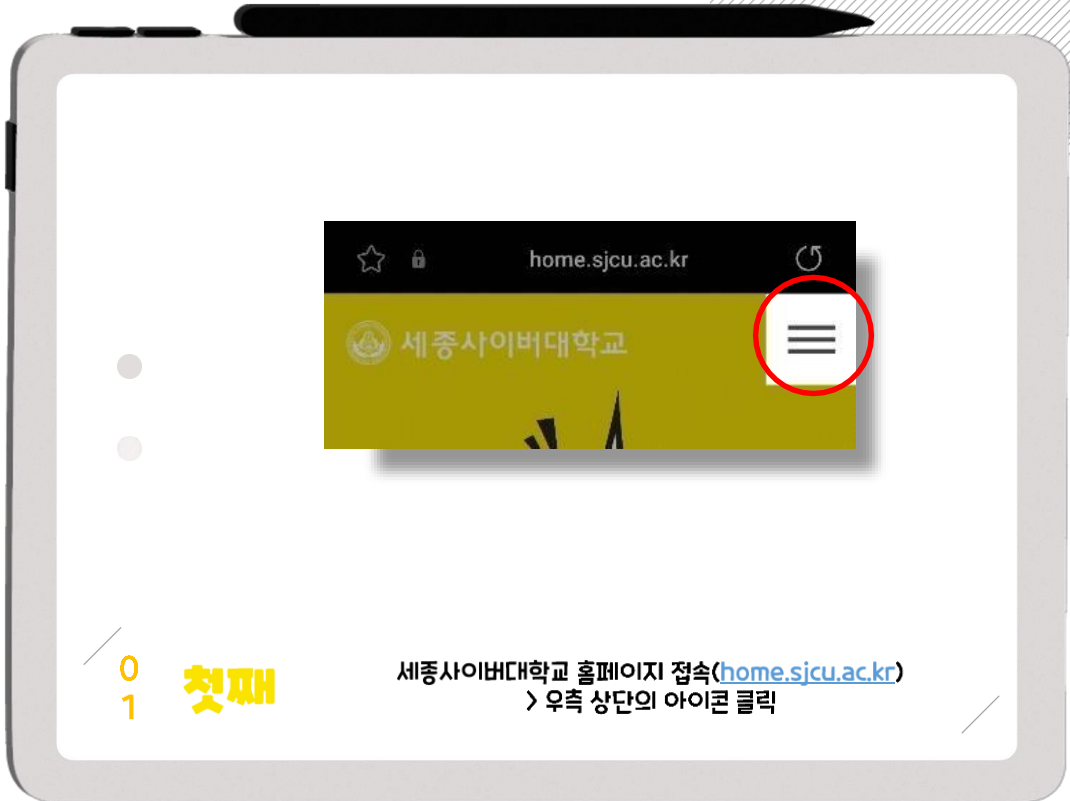 home.sjcu.ac.kr
세종사이버대학교
0
1
첫째
세종사이버대학교 홈페이지 접속(home.sjcu.ac.kr)
> 우측 상단의 아이콘 클릭